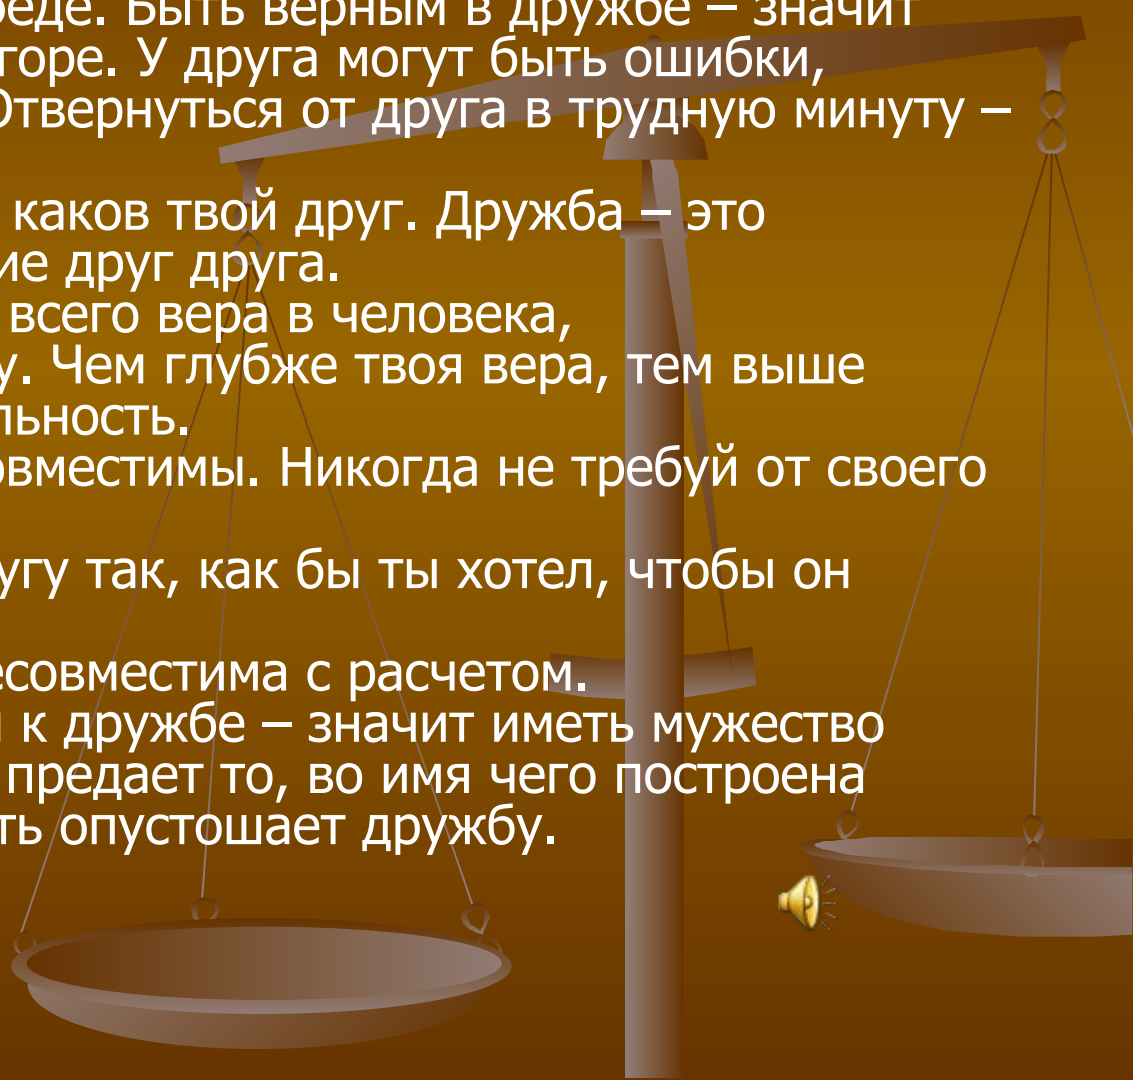 еде. Быть верным в дружбе – значит
горе. У друга могут быть ошибки,
Отвернуться от друга в трудную минуту –
каков твой друг. Дружба – это
ие друг друга.
всего вера в человека,
у. Чем глубже твоя вера, тем выше
льность.
овместимы. Никогда не требуй от своего
угу так, как бы ты хотел, чтобы он
есовместима с расчетом.
к дружбе – значит иметь мужество
предает то, во имя чего построена
ть опустошает дружбу.